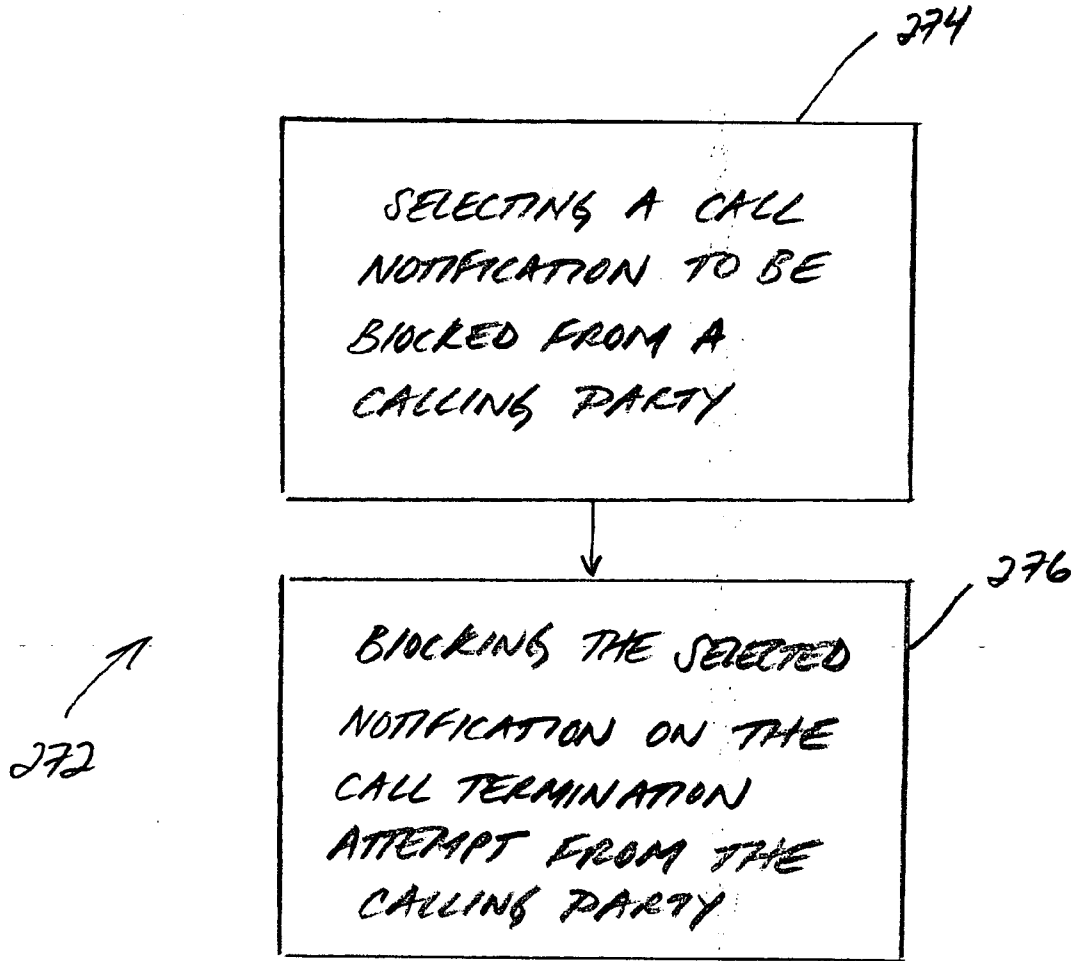 274
SELECTING A CALL
NOTIFICATION TO BE
BLOCKED FROM A
CALLING PARTY
276
BLOCKING THE SELECTED
NOTIFICATION ON THE
CALL TERMINATION
ATTEMPT FROM THE
CALLING PARTY
272